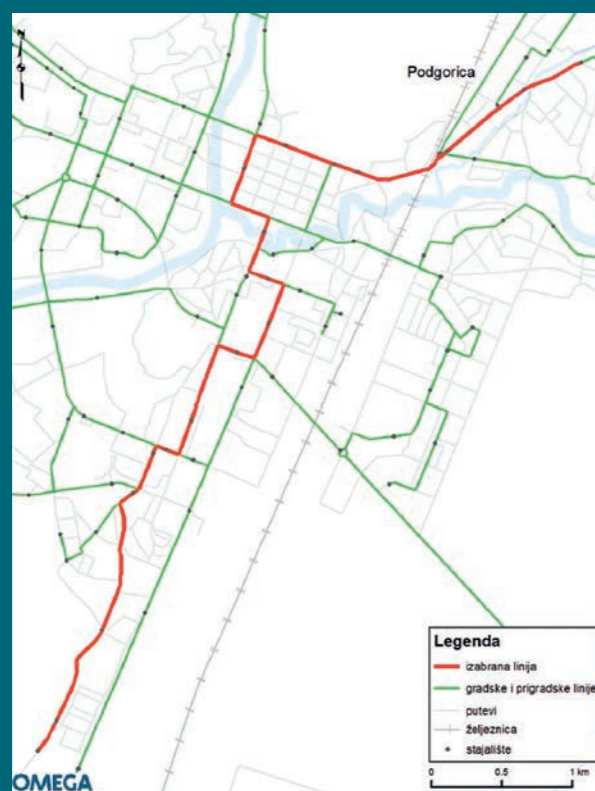 N
Podgorica
Legenda
izabrana linija
gradske i prigradske linije
putevi
željeznica
stajalište
0 0.5 1 km
OMEGA